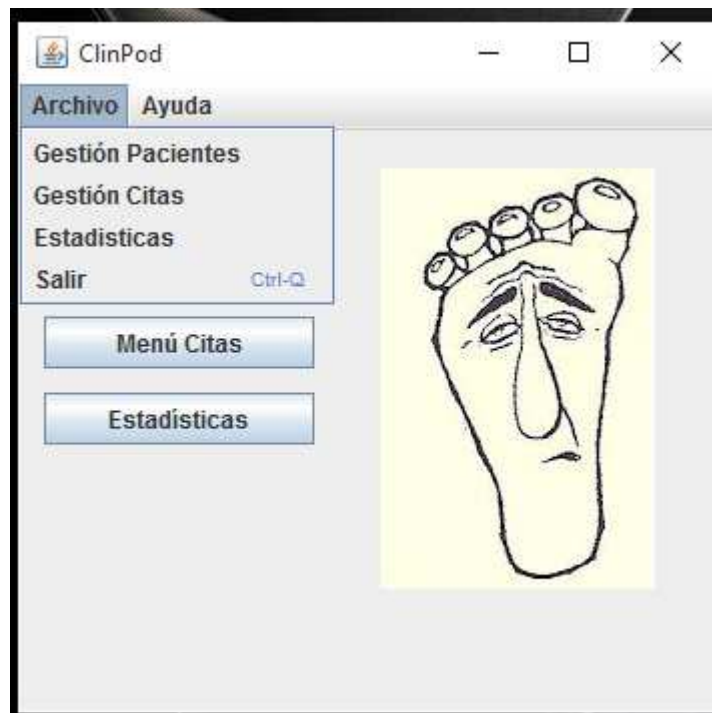 ClinPod
Archivo Ayuda
Gestión Pacientes
Gestión Citas
Estadisticas
Salir Ctrl-Q
Menú Citas
Estadísticas